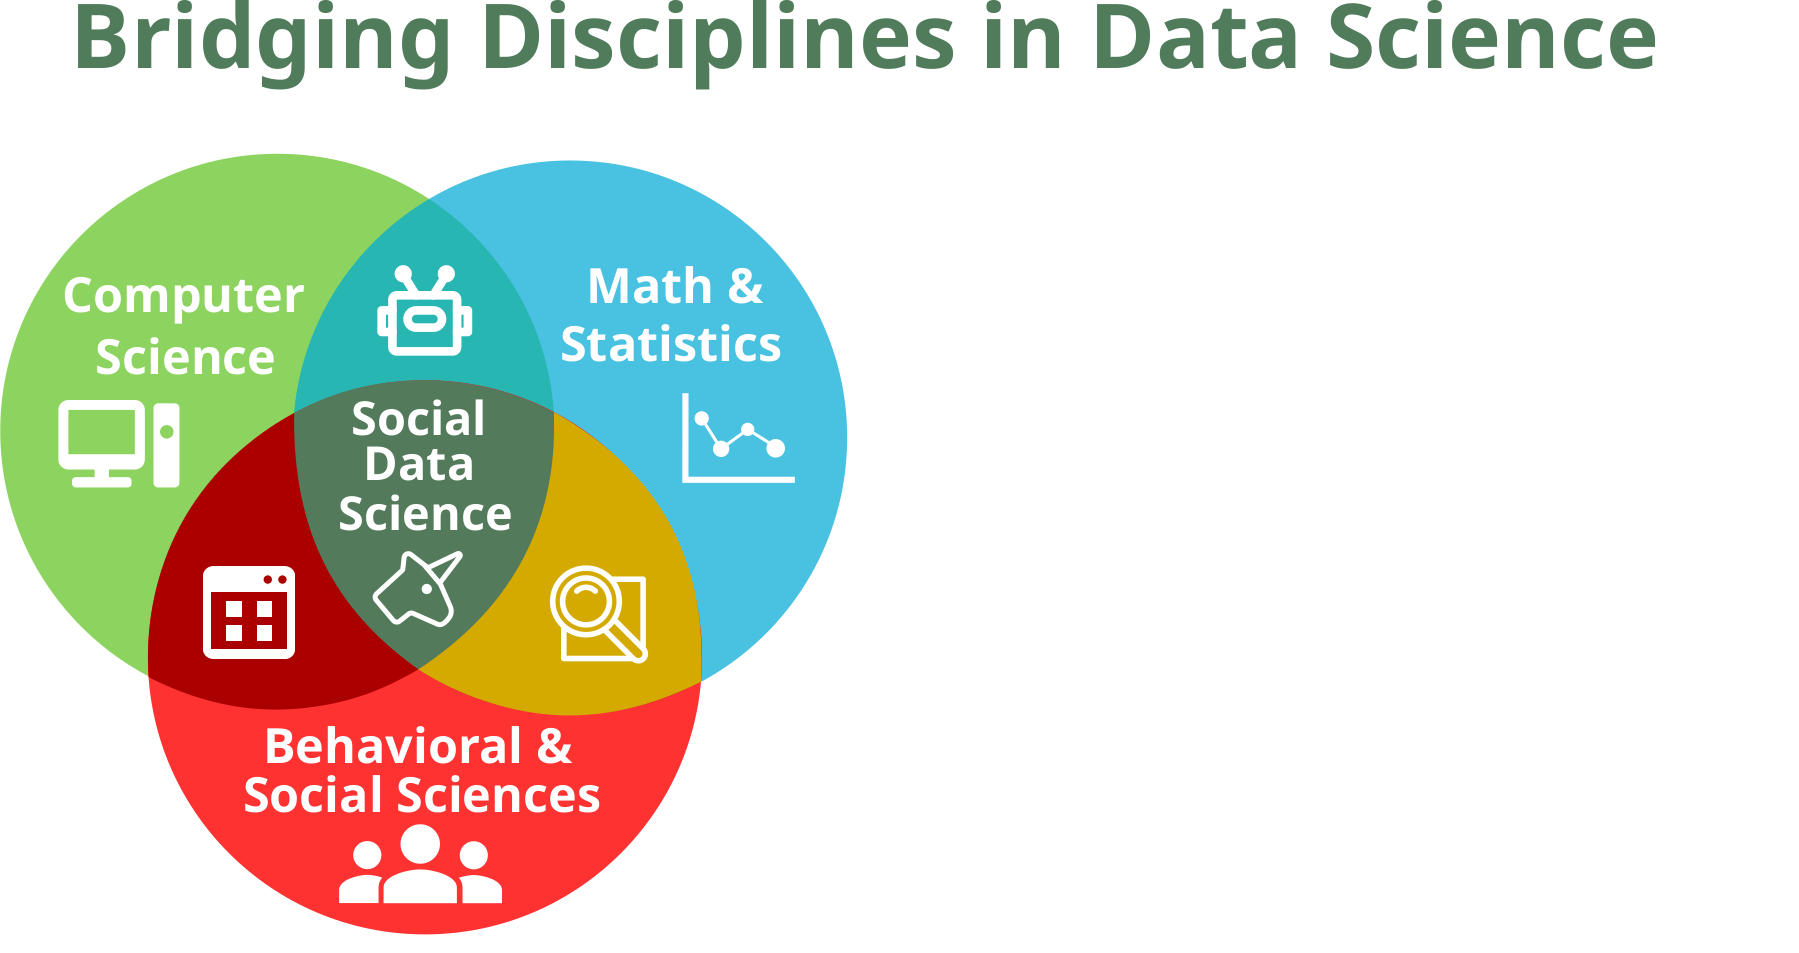 Bridging Disciplines in Data Science
Computer
Science
Math &
Statistics
Social
Data
Science
Behavioral &
Social Sciences